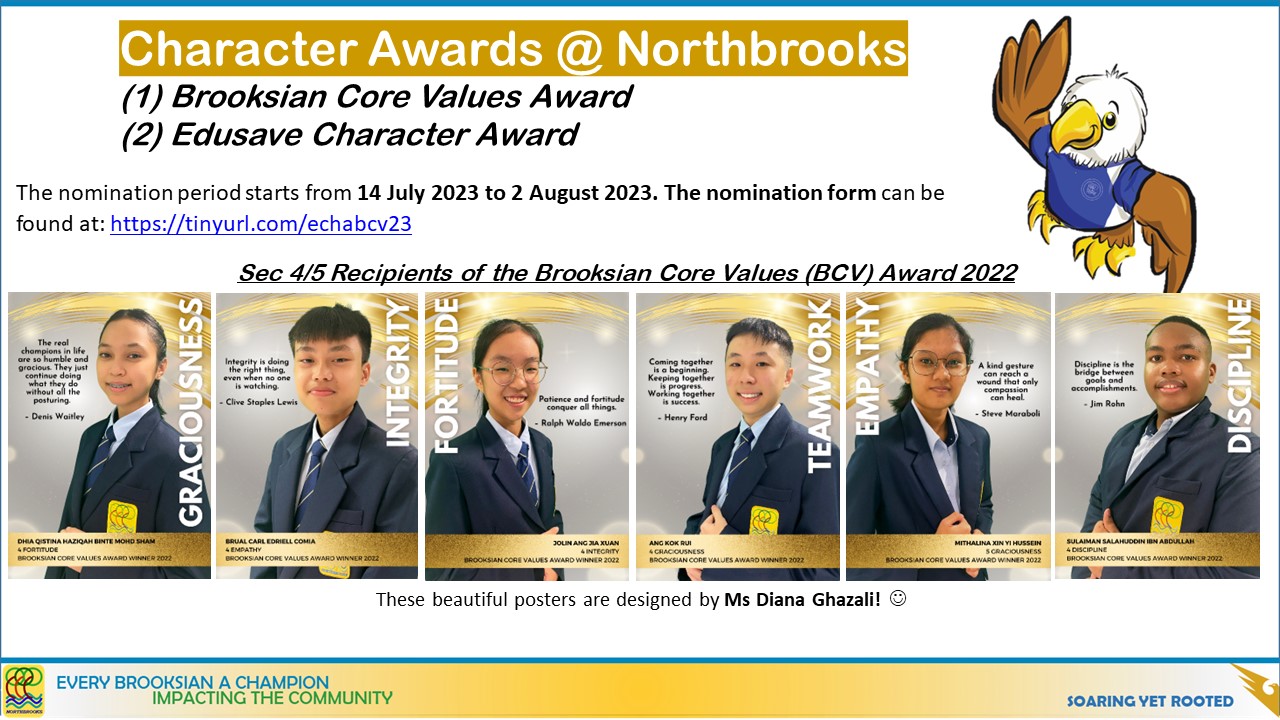 Character Awards @ Northbrooks
(1) Brooksian Core Values Award
(2) Edusave Character Award
The nomination period starts from 14 July 2023 to 2 August 2023. The nomination form can be
found at: https://tinyurl.com/echabcv23
Sec 4/5 Recipients of the Brooksian Core Values (BCV) Award 2022
The real
champions in life
are so humble and
gracious. They just
continue doing
what they do
without all the
posturing.
- Denis Waitley
GRACIOUSNESS
DHIA QISTINA HAZIQAH BINTE MOHD SHAM
4 FORTITUDE
BROOKSIAN CORE VALUES AWARD WINNER 2022
Integrity is doing
the right thing,
even when no one
is watching.
- Clive Staples Lewis
INTEGRITY
BRUAL CARL EDRIELL COMIA
4 EMPATHY
BROOKSIAN CORE VALUES AWARD WINNER 2022
FORTITUDE
Patience and fortitude
conquer all things.
- Ralph Waldo Emerson
JOLIN ANG JIA XUAN
4 INTEGRITY
BROOKSIAN CORE VALUES AWARD WINNER 2022
Coming together
is a beginning.
Keeping together
is progress.
Working together
is success.
- Henry Ford
TEAMWORK
ANG KOK RUI
4 GRACIOUSNESS
BROOKSIAN CORE VALUES AWARD WINNER 2022
EMPATHY
A kind gesture
can reach a
wound that only
compassion
can heal.
- Steve Maraboli
MITHALINA XIN YI HUSSEIN
5 GRACIOUSNESS
BROOKSIAN CORE VALUES AWARD WINNER 2022
Discipline is the
bridge between
goals and
accomplishments.
- Jim Rohn
DISCIPLINE
SULAIMAN SALAHUDDIN IBN ABDULLAH
4 DISCIPLINE
BROOKSIAN CORE VALUES AWARD WINNER 2022
These beautiful posters are designed by Ms Diana Ghazali! ☺
NORTHBROOKS
EVERY BROOKSIAN A CHAMPION
IMPACTING THE COMMUNITY
SOARING YET ROOTED